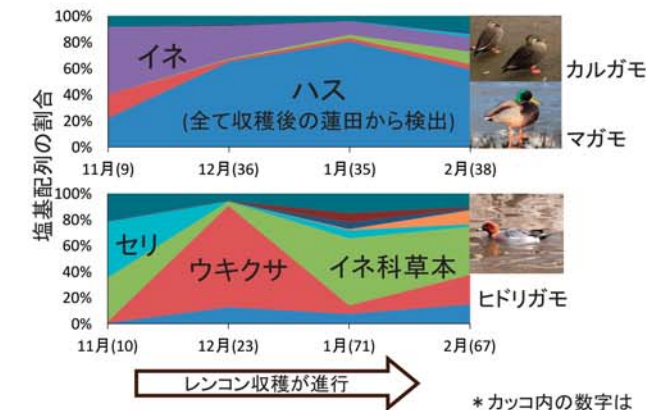 100%
80%
60%
40%
20%
0%
イネ
ハス
(全て収穫後の蓮田から検出)
カルガモ
マガモ
11月(9) 12月(36) 1月(35) 2月(38)
塩基配列の割合
100%
80%
60%
40%
20%
0%
セリ
ウキクサ
イネ科草本
ヒドリガモ
11月(10) 12月(23) 1月(71) 2月(67)
レンコン収穫が進行
*カッコ内の数字は